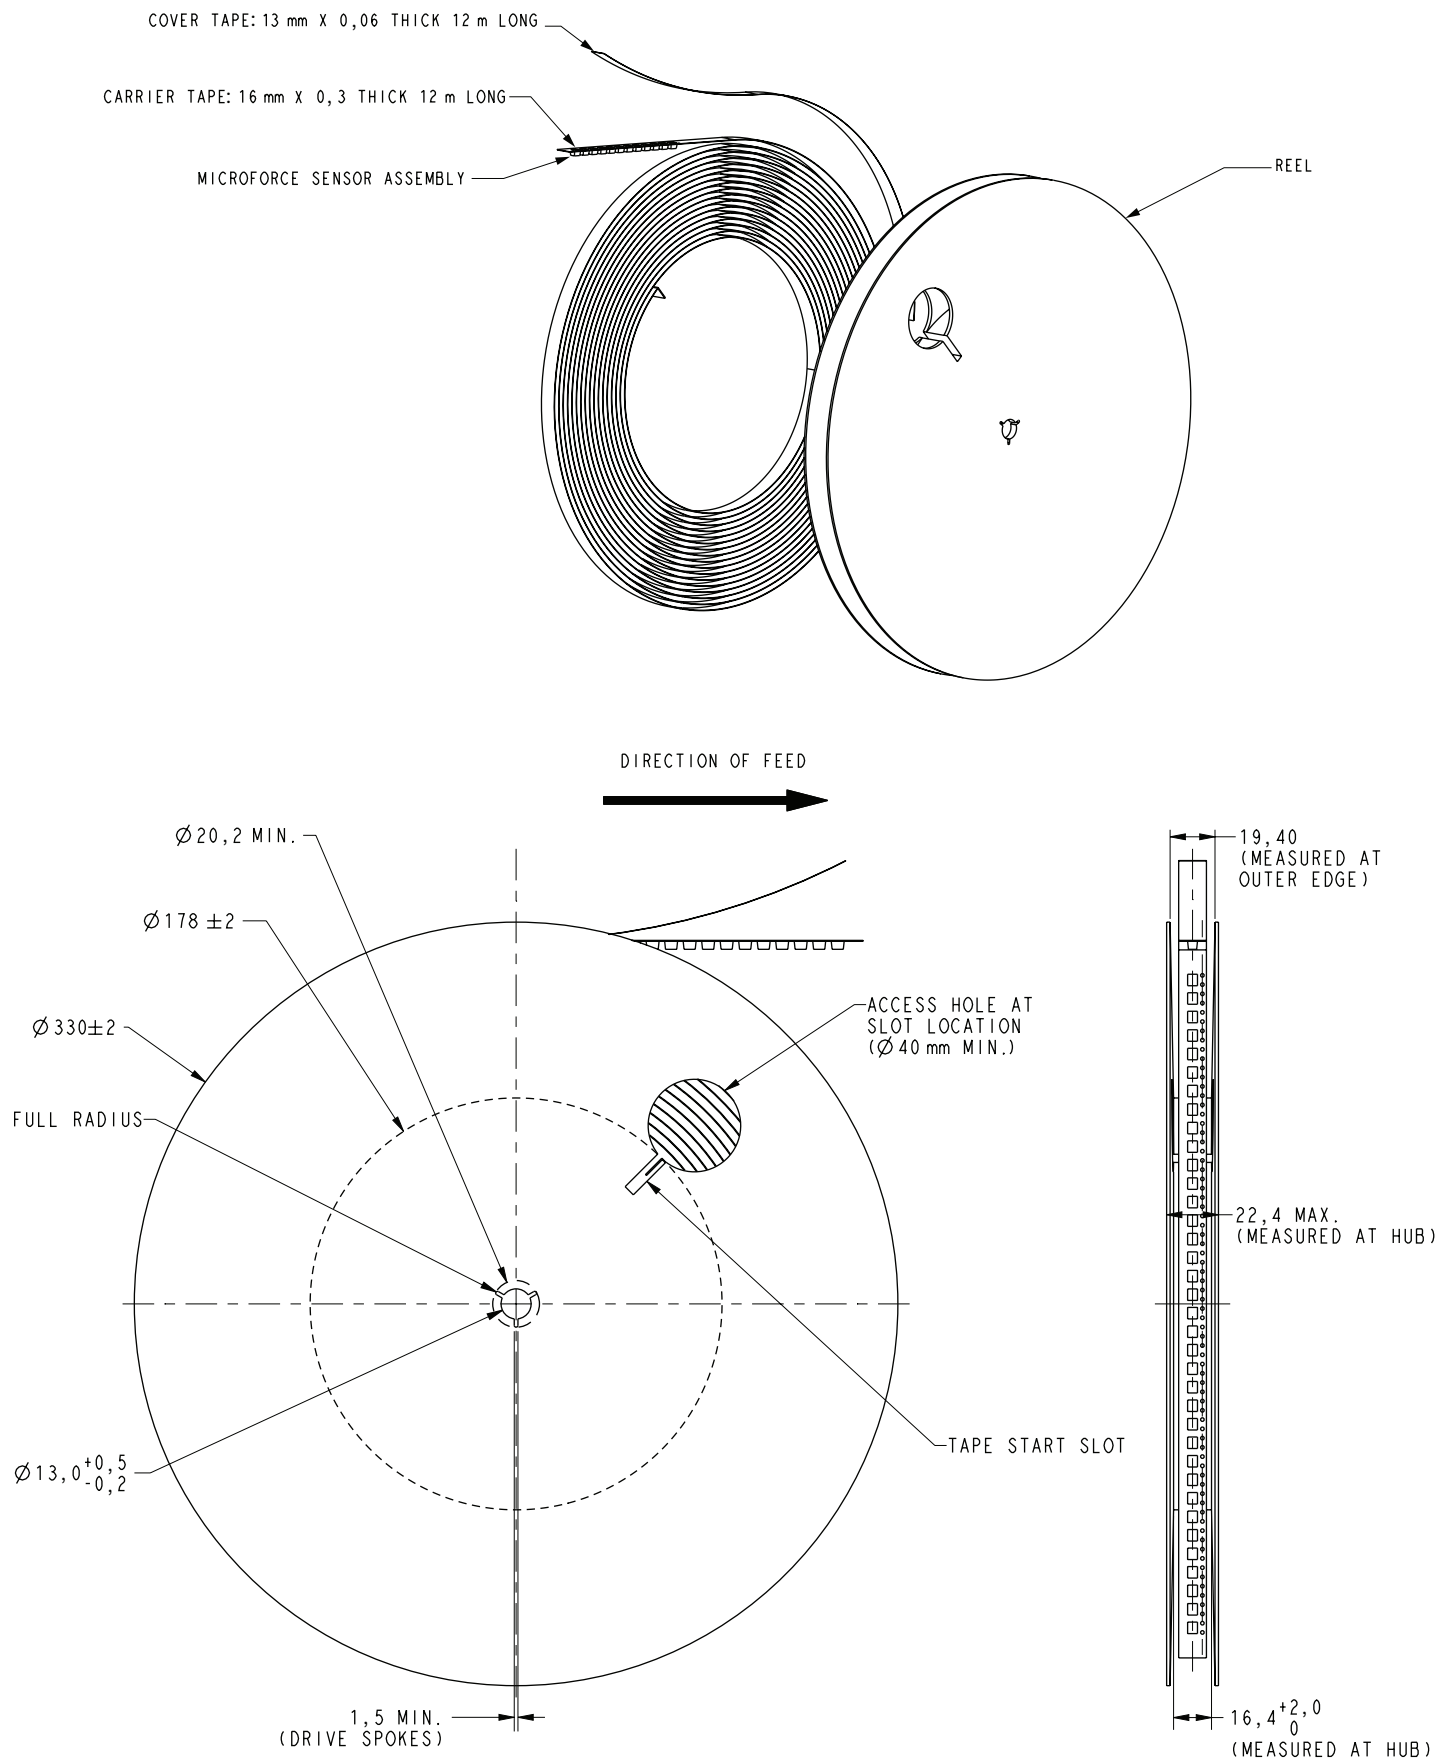 COVER TAPE: 13 mm X 0,06 THICK 12 m LONG
CARRIER TAPE: 16 mm X 0,3 THICK 12 m LONG
MICROFORCE SENSOR ASSEMBLY
REEL
DIRECTION OF FEED
Ø20,2 MIN.
Ø178 ±2
Ø330±2
FULL RADIUS
Ø13,0 +0,5
-0,2
ACCESS HOLE AT
SLOT LOCATION
(Ø40 mm MIN.)
TAPE START SLOT
1,5 MIN.
(DRIVE SPOKES)
19,40
(MEASURED AT
OUTER EDGE)
22,4 MAX.
(MEASURED AT HUB)
16,4 +2,0
0
(MEASURED AT HUB)